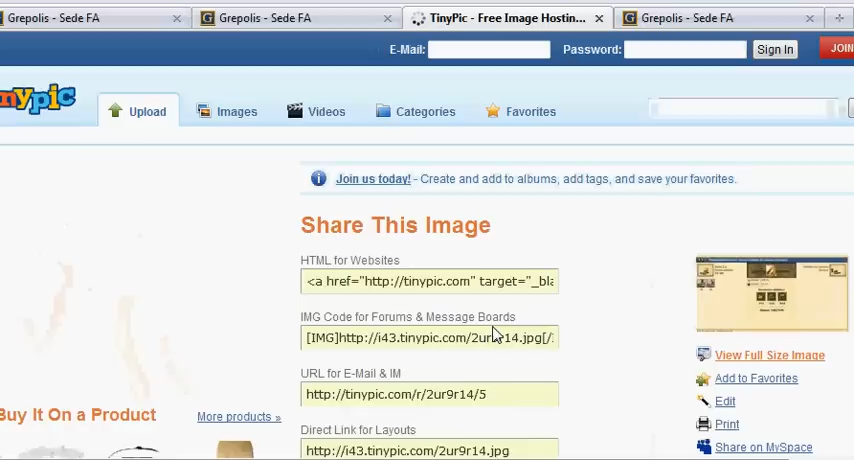 Grepolis - Sede FA
Grepolis - Sede FA
TinyPic - Free Image Hostin...
Grepolis - Sede FA
E-Mail:
Password:
Sign In
JOIN
nypic
Upload
Images
Videos
Categories
Favorites
Join us today! - Create and add to albums, add tags, and save your favorites.
Share This Image
HTML for Websites
<a href="http://tinypic.com" target="_bla
IMG Code for Forums & Message Boards
[IMG]http://i43.tinypic.com/2ur9r14.jpg[/
URL for E-Mail & IM
http://tinypic.com/r/2ur9r14/5
Direct Link for Layouts
http://i43.tinypic.com/2ur9r14.jpg
View Full Size Image
Add to Favorites
Edit
Print
Share on MySpace
Buy It On a Product
More products »